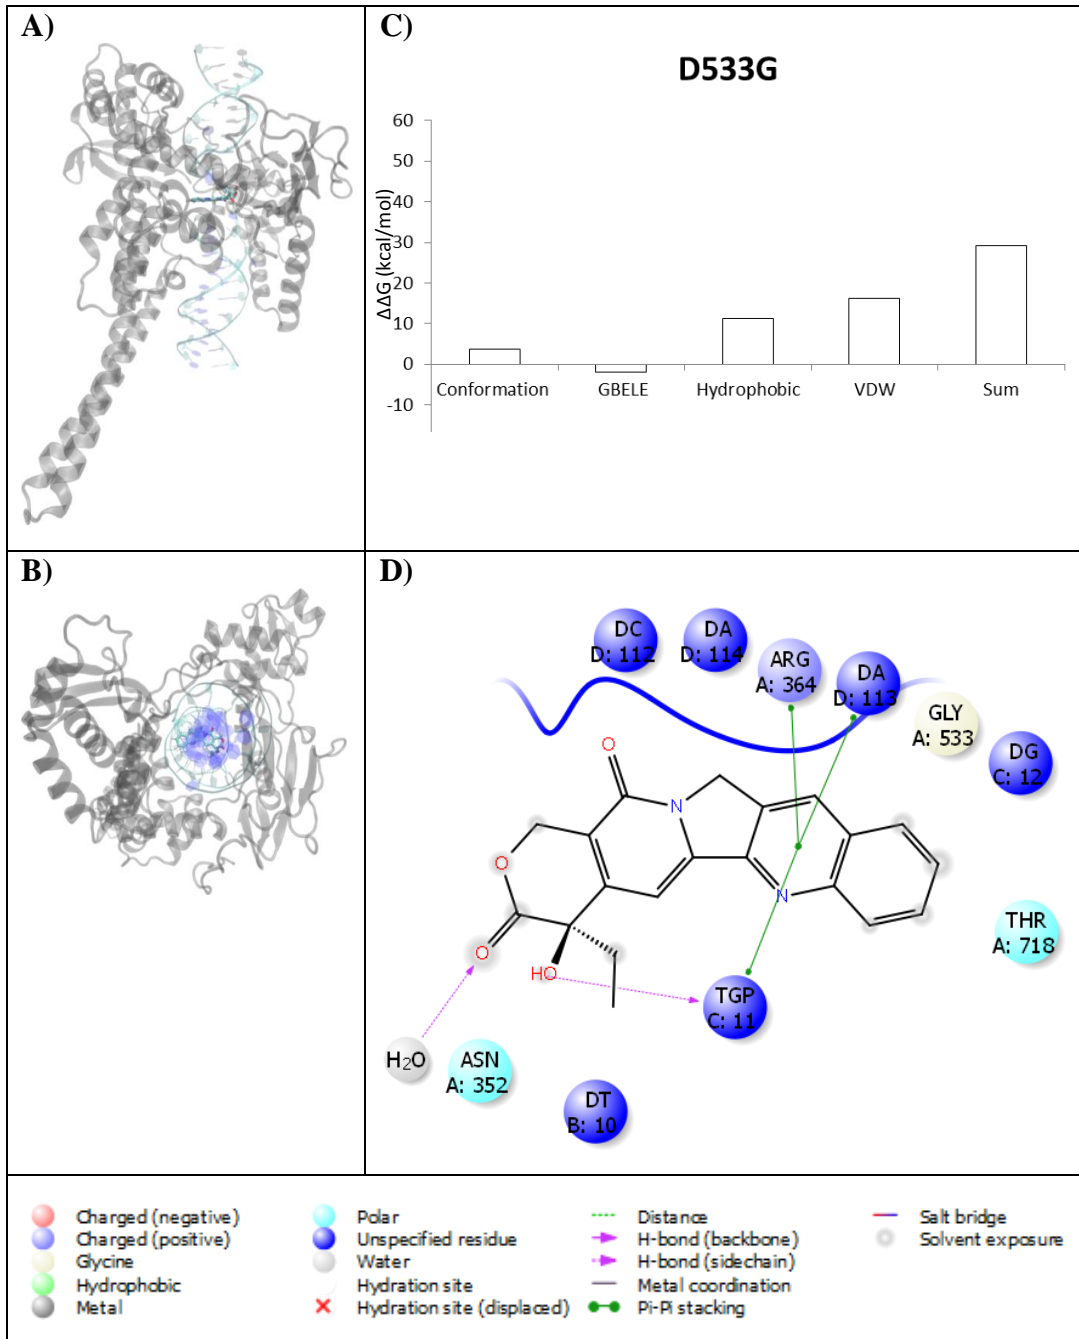 A)
B)
C)
D533G
ΔΔG (kcal/mol)
60
50
40
30
20
10
0
-10
Conformation GBELE Hydrophobic VDW Sum
D)
DC
D: 112
DA
D: 114
ARG
A: 364
DA
D: 113
GLY
A: 533
DG
C: 12
THR
A: 718
TGP
C: 11
DT
B: 10
ASN
A: 352
H₂O
O
N
O
N
O
HO
Charged (negative)
Charged (positive)
Glycine
Hydrophobic
Metal
Polar
Unspecified residue
Water
Hydration site
Hydration site (displaced)
Distance
H-bond (backbone)
H-bond (sidechain)
Metal coordination
Pi-Pi stacking
Salt bridge
Solvent exposure